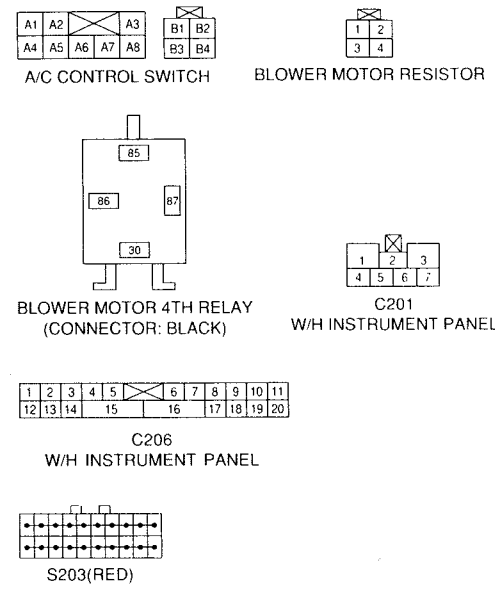 A1 A2 A3 B1 B2
A4 A5 A6 A7 A8 B3 B4
A/C CONTROL SWITCH
1 2
3 4
BLOWER MOTOR RESISTOR
85
86 87
30
BLOWER MOTOR 4TH RELAY
(CONNECTOR: BLACK)
1 2 3
4 5 6 7
C201
W/H INSTRUMENT PANEL
1 2 3 4 5 6 7 8 9 10 11
12 13 14 15 16 17 18 19 20
C206
W/H INSTRUMENT PANEL
S203(RED)